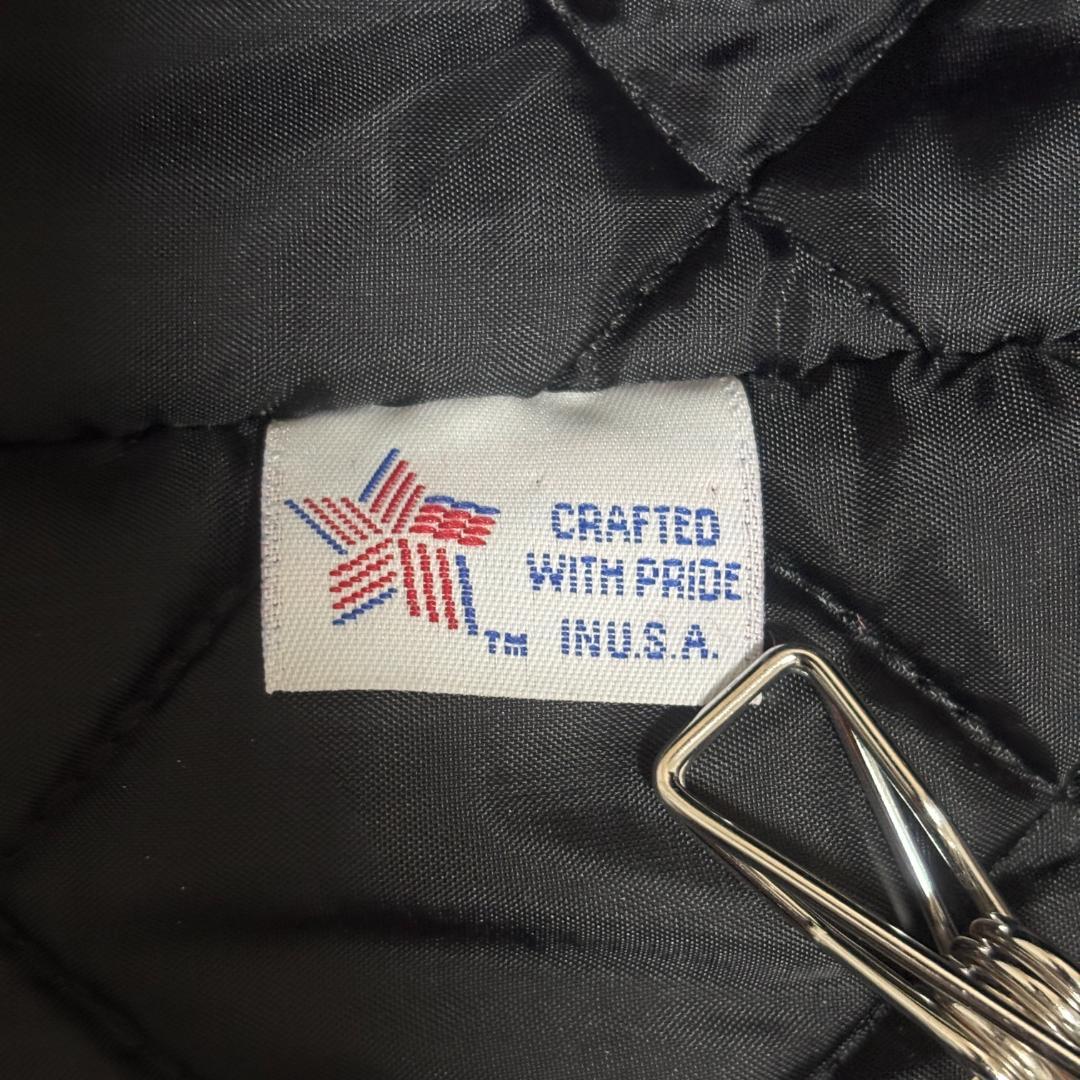 CRAFTED
WITH PRIDE
IN U.S.A.
TM